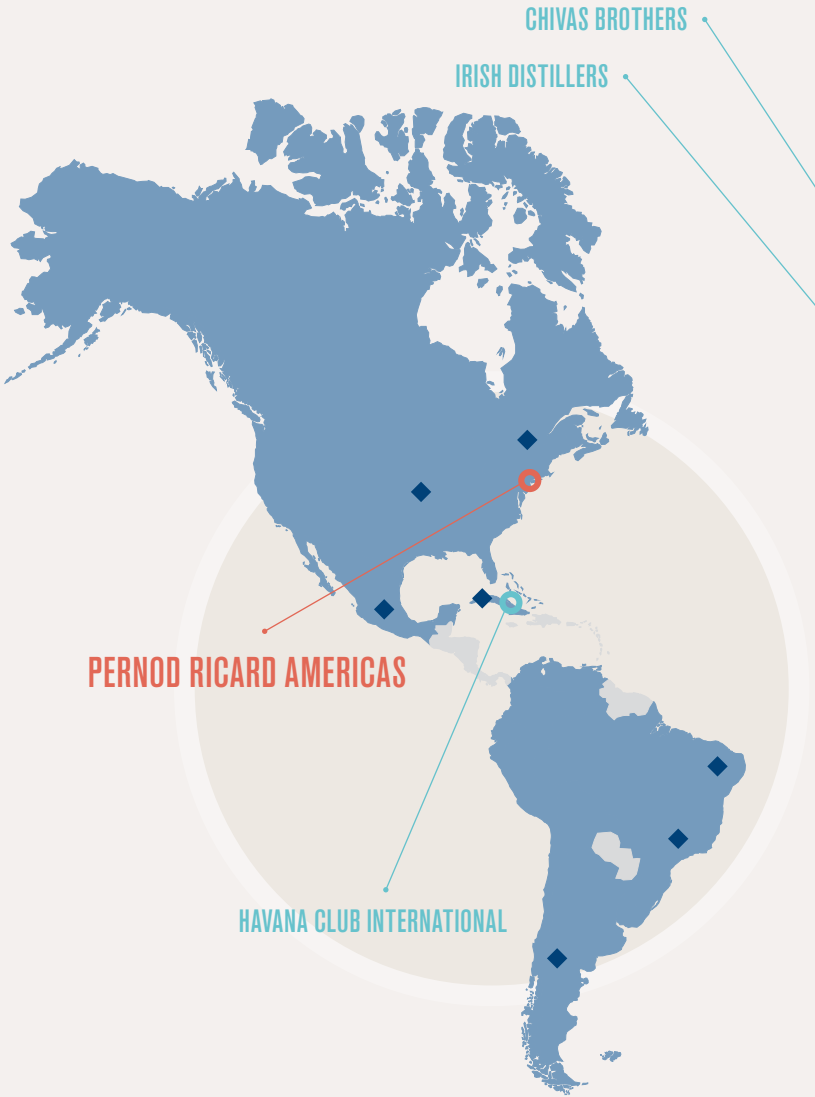 CHIVAS BROTHERS
IRISH DISTILLERS
PERNOD RICARD AMERICAS
HAVANA CLUB INTERNATIONAL